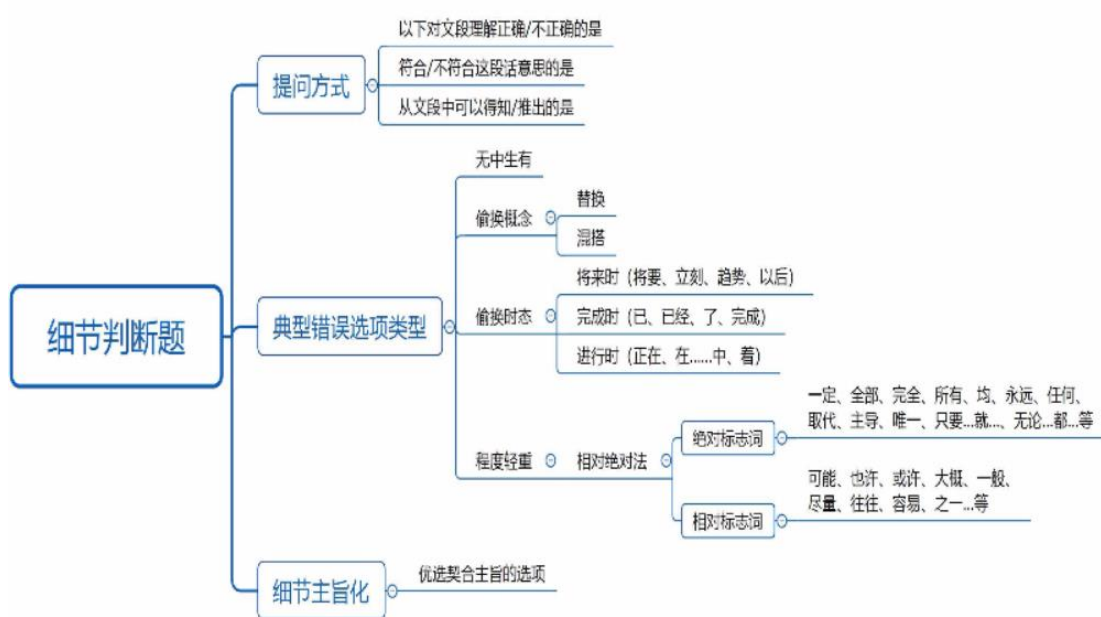 细节判断题
提问方式
以下对文段理解正确/不正确的是
符合/不符合这段活意思的是
从文段中可以得知/推出的是
典型错误选项类型
无中生有
偷换概念
替换
混搭
偷换时态
将来时（将要、立刻、趋势、以后）
完成时（已、已经、了、完成）
进行时（正在、在……中、着）
程度轻重
相对绝对法
绝对标志词
一定、全部、完全、所有、均、永远、任何、
取代、主导、唯一、只要...就...、无论...都...等
相对标志词
可能、也许、或许、大概、一般、
尽量、往往、容易、之一...等
细节主旨化
优选契合主旨的选项